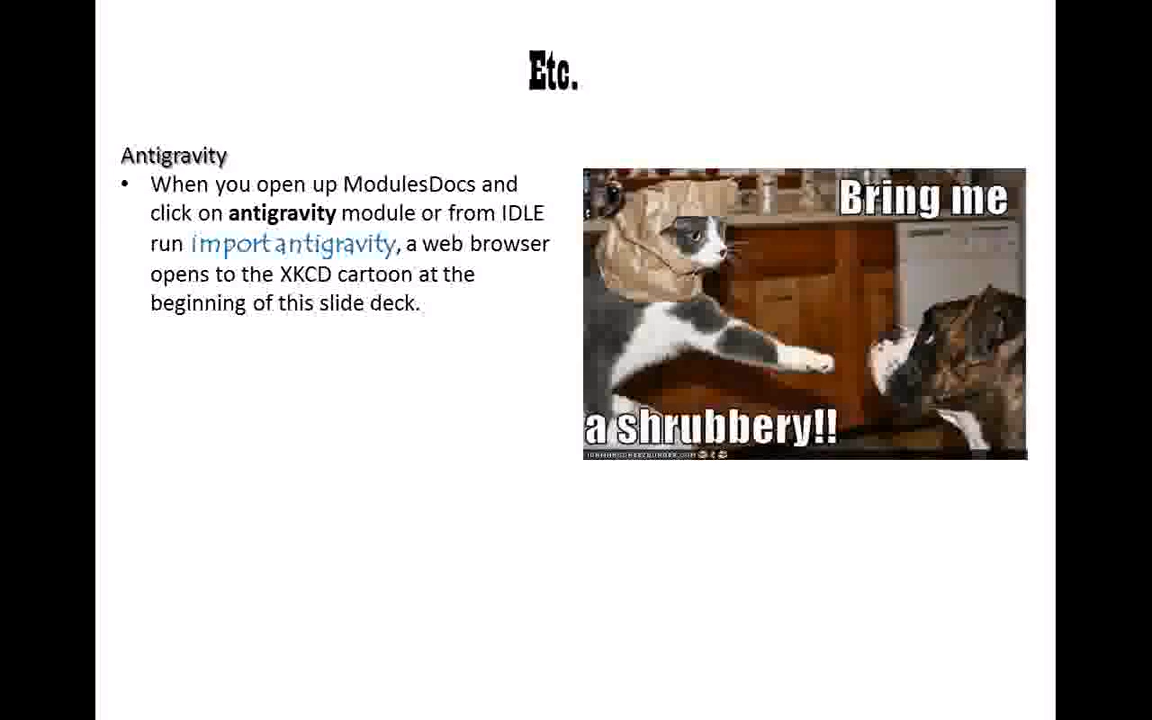 Etc.
Antigravity
• When you open up ModulesDocs and
click on antigravity module or from IDLE
run import antigravity, a web browser
opens to the XKCD cartoon at the
beginning of this slide deck.
Bring me
a shrubbery!!